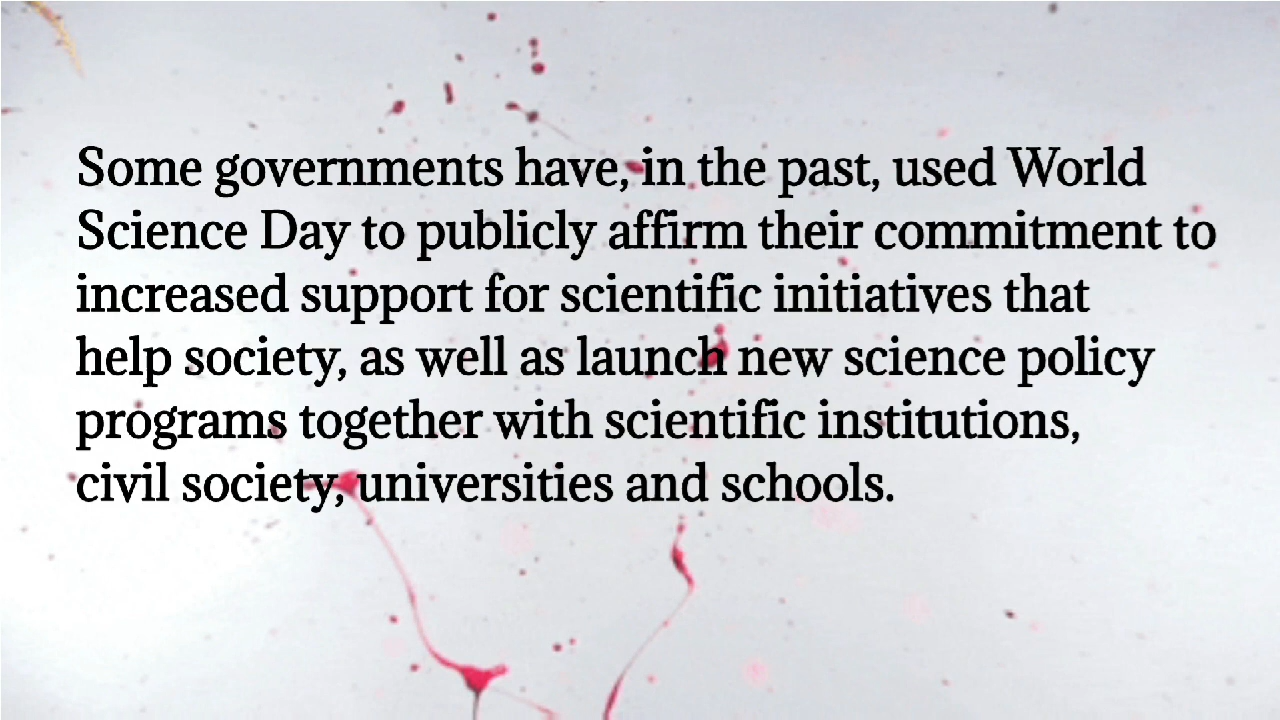 Some governments have, in the past, used World
Science Day to publicly affirm their commitment to
increased support for scientific initiatives that
help society, as well as launch new science policy
programs together with scientific institutions,
civil society, universities and schools.